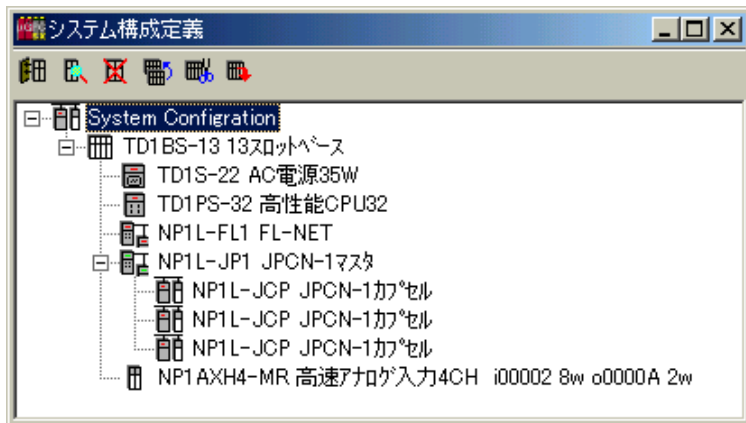 システム構成定義
System Configration
TD1BS-13 13ｽﾛｯﾄﾍﾞｰｽ
TD1S-22 AC電源35W
TD1PS-32 高性能CPU32
NP1L-FL1 FL-NET
NP1L-JP1 JPCN-1ﾏｽﾀ
NP1L-JCP JPCN-1ｶﾌﾟｾﾙ
NP1L-JCP JPCN-1ｶﾌﾟｾﾙ
NP1L-JCP JPCN-1ｶﾌﾟｾﾙ
NP1AXH4-MR 高速ｱﾅﾛｸﾞ入力4CH i00002 8w o0000A 2w